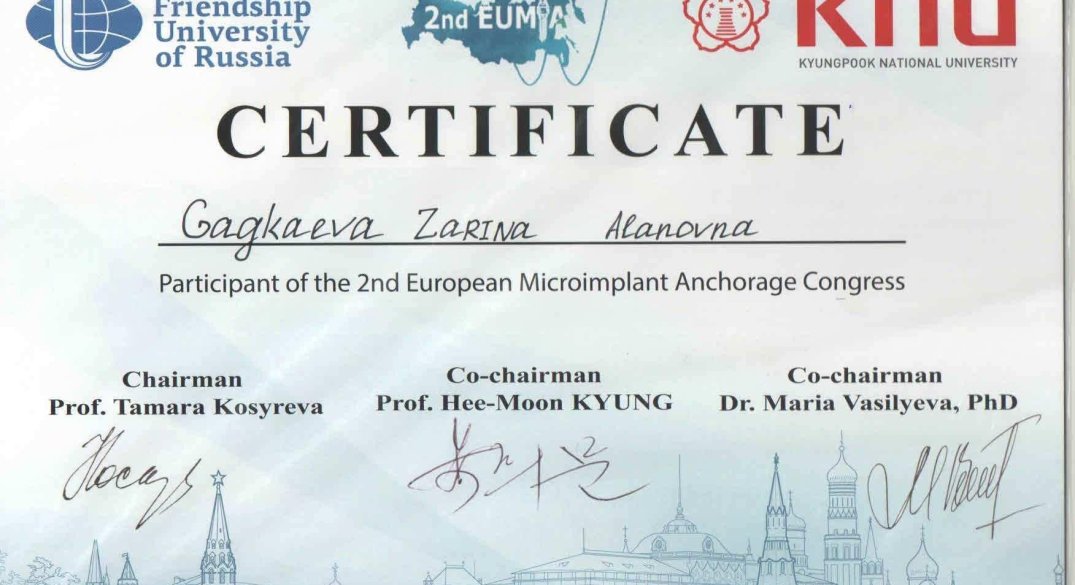 Friendship
University
of Russia
2nd EUMIA
KNU
KYUNGPOOK NATIONAL UNIVERSITY
CERTIFICATE
Gagkaeva Zarina Alanovna
Participant of the 2nd European Microimplant Anchorage Congress
Chairman
Prof. Tamara Kosyreva
Co-chairman
Prof. Hee-Moon KYUNG
Co-chairman
Dr. Maria Vasilyeva, PhD